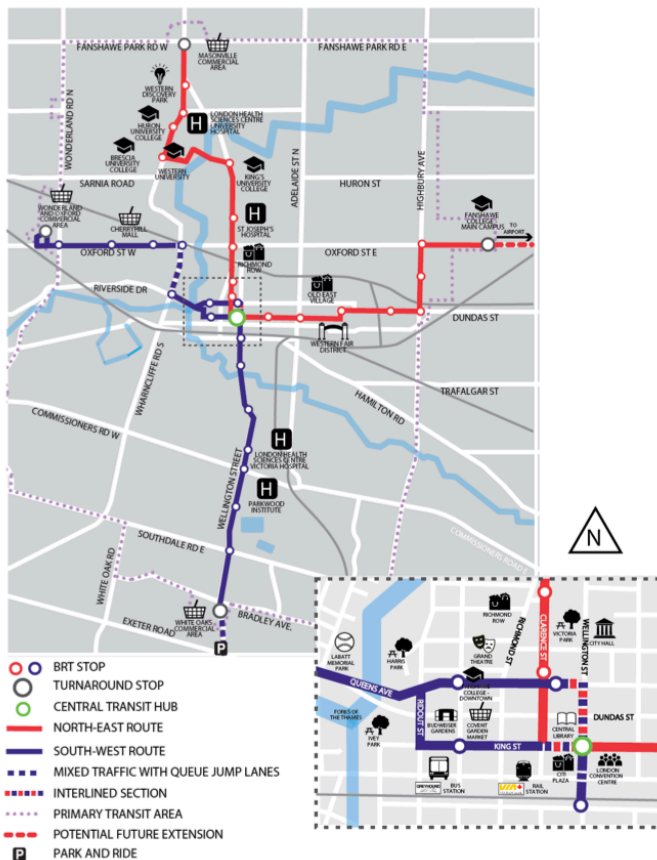 FANSHAWE PARK RD W
FANSHAWE PARK RD E
MASONVILLE
COMMERCIAL
AREA
WONDERLAND RD N
WESTERN
DISCOVERY
PARK
HURON
UNIVERSITY
COLLEGE
H
LONDON HEALTH
SCIENCES CENTRE
UNIVERSITY
HOSPITAL
BRESCIA
UNIVERSITY
COLLEGE
WESTERN
UNIVERSITY
KING'S
UNIVERSITY
COLLEGE
ADELAIDE ST N
HIGHBURY AVE
SARNIA ROAD
HURON ST
WONDERLAND
AND OXFORD
COMMERCIAL
AREA
CHERRYHILL
MALL
H
ST JOSEPH'S
HOSPITAL
FANSHAWE
COLLEGE
MAIN CAMPUS
TO
AIRPORT
OXFORD ST W
RICHMOND
ROW
OXFORD ST E
RIVERSIDE DR
OLD EAST
VILLAGE
DUNDAS ST
WESTERN FAIR
DISTRICT
WHARNCLIFFE RD S
TRAFALGAR ST
HAMILTON RD
COMMISSIONERS RD W
H
LONDON HEALTH
SCIENCES CENTRE
VICTORIA HOSPITAL
WELLINGTON STREET
H
PARKWOOD
INSTITUTE
COMMISSIONERS ROAD E
SOUTHDALE RD E
WHITE OAK RD
WHITE OAKS
COMMERCIAL
AREA
BRADLEY AVE.
EXETER ROAD
P
N
BRT STOP
TURNAROUND STOP
CENTRAL TRANSIT HUB
NORTH-EAST ROUTE
SOUTH-WEST ROUTE
MIXED TRAFFIC WITH QUEUE JUMP LANES
INTERLINED SECTION
PRIMARY TRANSIT AREA
POTENTIAL FUTURE EXTENSION
P PARK AND RIDE
RICHMOND
ROW
RICHMOND ST
CLARENCE ST
VICTORIA
PARK
WELLINGTON ST
CITY HALL
LABATT
MEMORIAL
PARK
HARRIS
PARK
GRAND
THEATRE
QUEENS AVE
COLLEGE - DOWNTOWN
FORKS OF
THE THAMES
RIDOUT ST
BUDWEISER
GARDENS
COVENT
GARDEN
MARKET
CENTRAL
LIBRARY
DUNDAS ST
IVEY
PARK
KING ST
BUS
STATION
GREYHOUND
VIA
RAIL
STATION
CITI
PLAZA
LONDON
CONVENTION
CENTRE